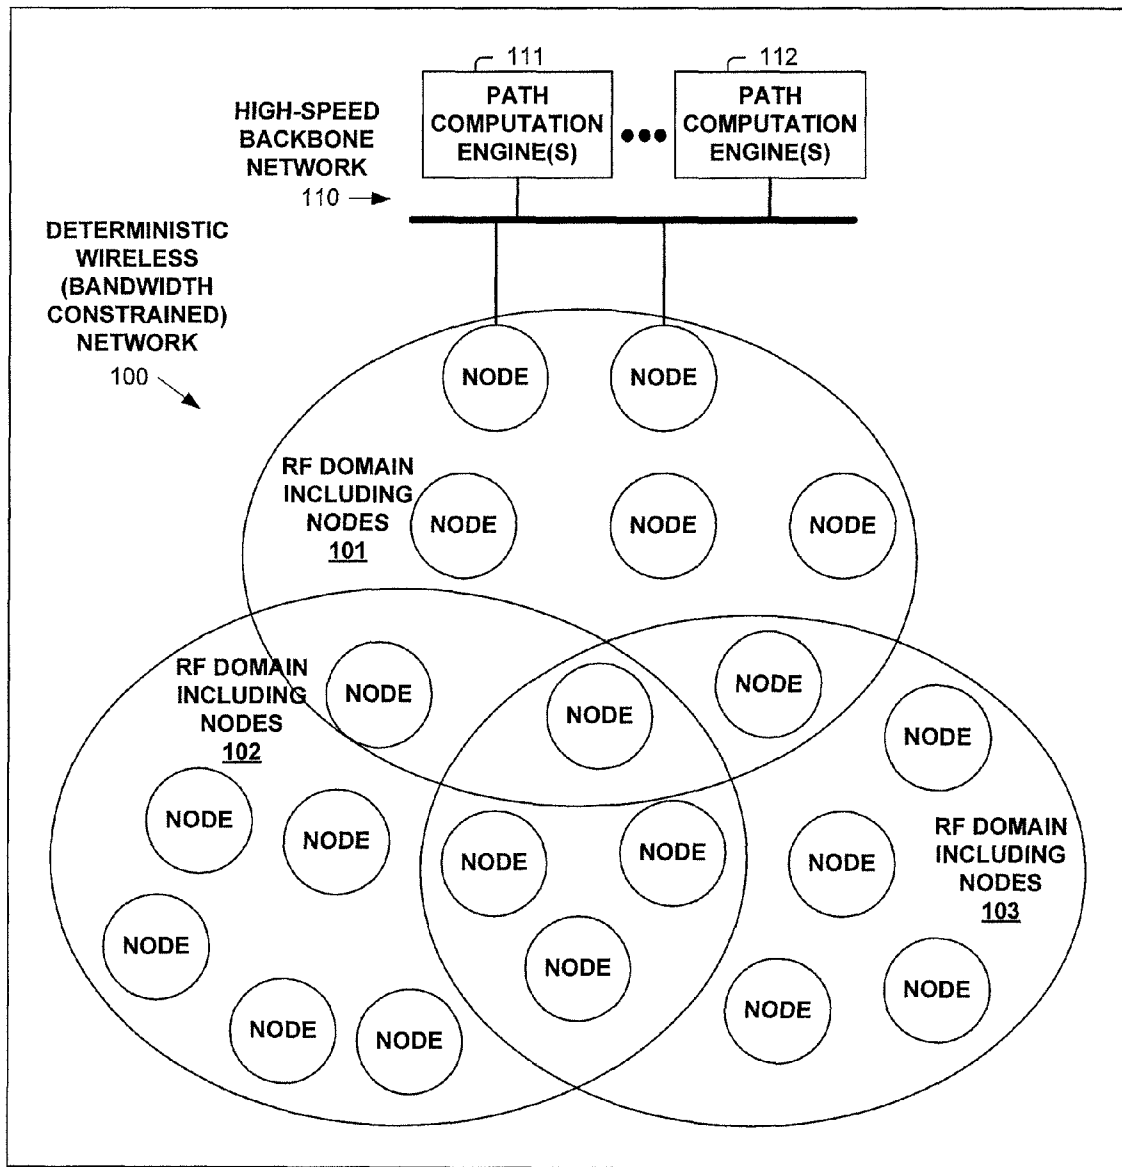 111
112
PATH
COMPUTATION
ENGINE(S)
PATH
COMPUTATION
ENGINE(S)
HIGH-SPEED
BACKBONE
NETWORK
110
DETERMINISTIC
WIRELESS
(BANDWIDTH
CONSTRAINED)
NETWORK
100
NODE
NODE
RF DOMAIN
INCLUDING
NODES
101
NODE
NODE
NODE
RF DOMAIN
INCLUDING
NODES
102
NODE
NODE
NODE
NODE
NODE
NODE
NODE
NODE
NODE
RF DOMAIN
INCLUDING
NODES
103
NODE
NODE
NODE
NODE
NODE
NODE